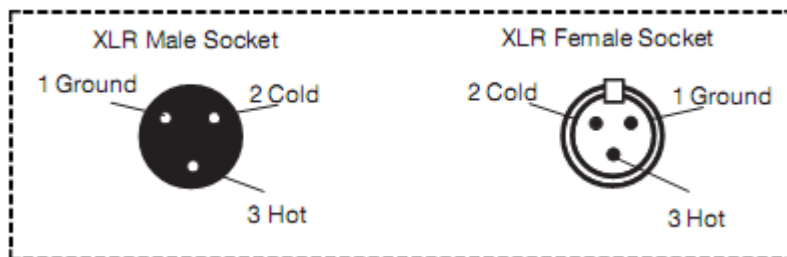 XLR Male Socket
1 Ground
2 Cold
3 Hot
XLR Female Socket
2 Cold
1 Ground
3 Hot